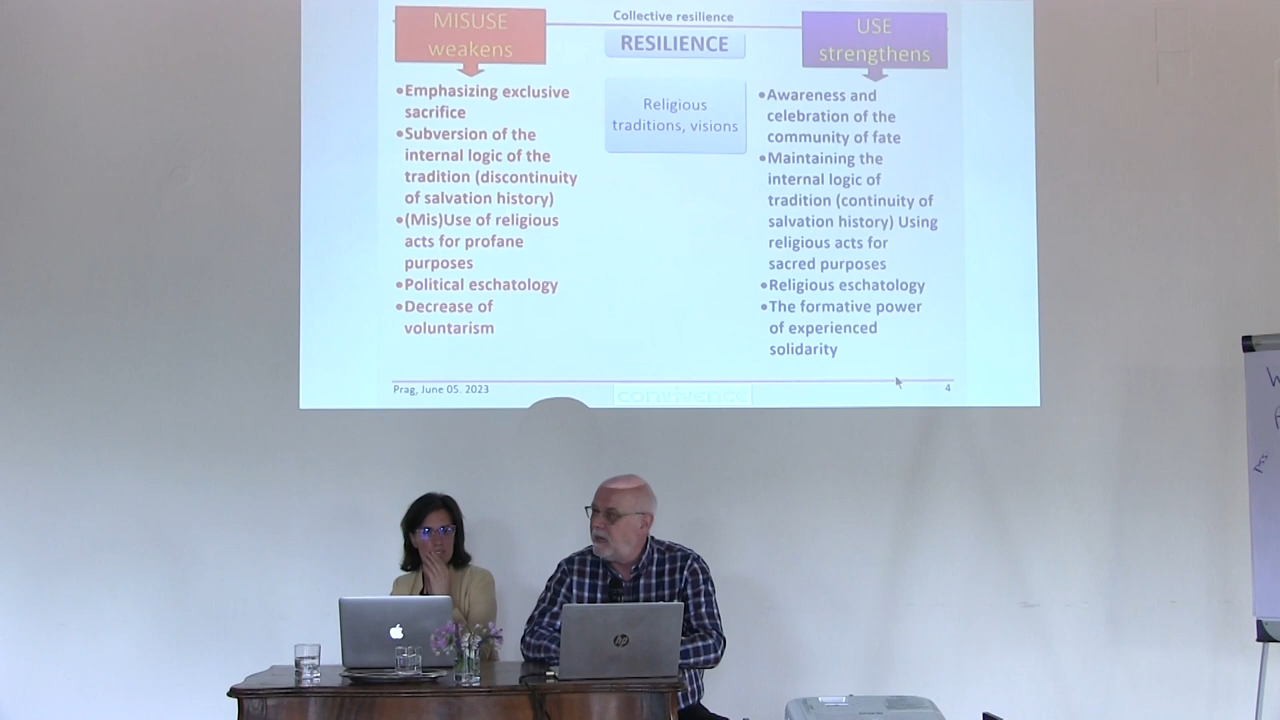 Collective resilience
MISUSE
weakens
RESILIENCE
USE
strengthens
•Emphasizing exclusive
sacrifice
•Subversion of the
internal logic of the
tradition (discontinuity
of salvation history)
•(Mis)Use of religious
acts for profane
purposes
•Political eschatology
•Decrease of
voluntarism
Religious
traditions, visions
•Awareness and
celebration of the
community of fate
•Maintaining the
internal logic of
tradition (continuity of
salvation history) Using
religious acts for
sacred purposes
•Religious eschatology
•The formative power
of experienced
solidarity
Prag, June 05. 2023
convivence
4
hp